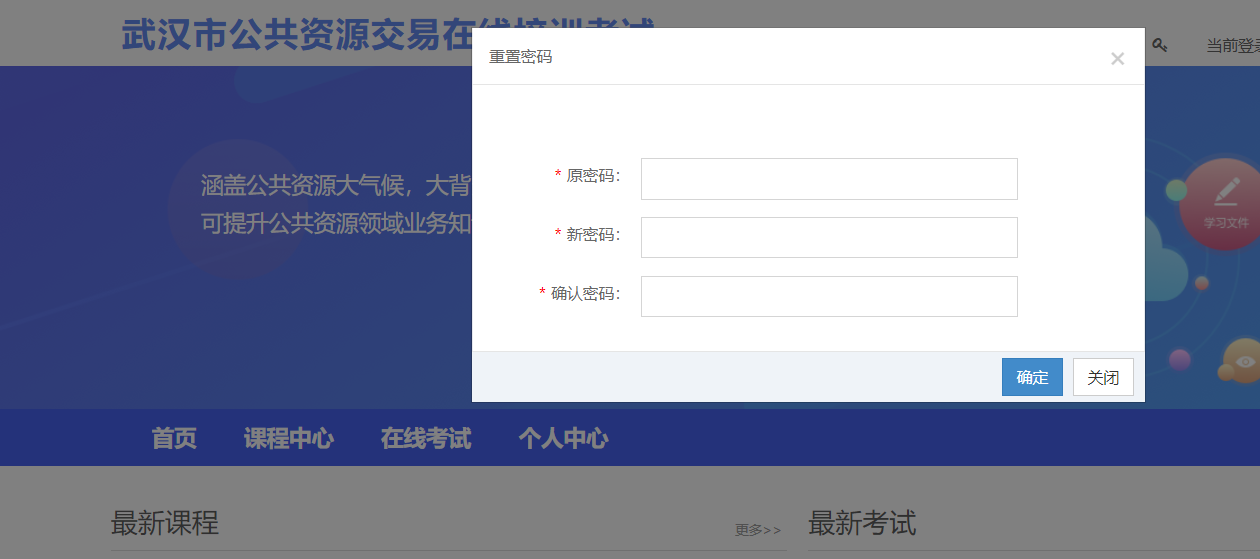 武汉市公共资源交易在线培训考试
当前登录
重置密码
×
涵盖公共资源大气候，大背
可提升公共资源领域业务知
学习文件
* 原密码：
* 新密码：
* 确认密码：
确定 关闭
首页 课程中心 在线考试 个人中心
最新课程 更多>> 最新考试